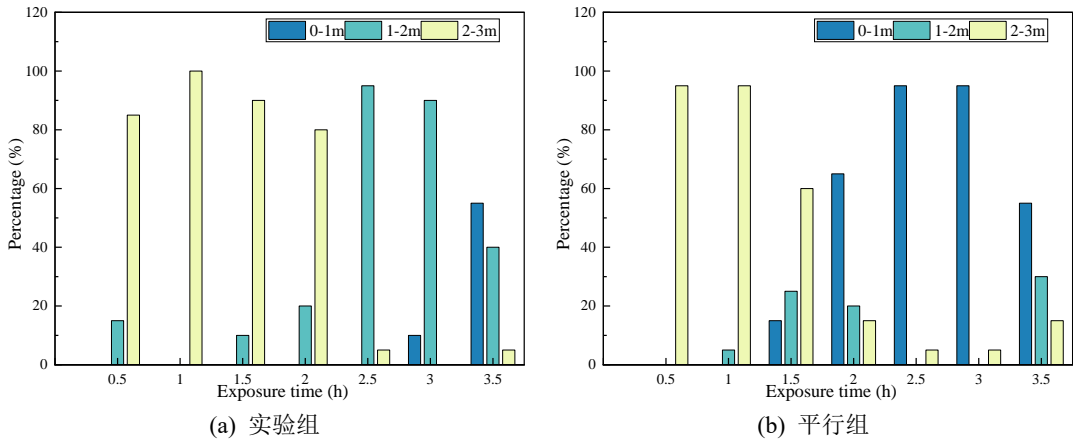 120
100
80
60
40
20
0
Percentage (%)
0-1m 1-2m 2-3m
0.5 1 1.5 2 2.5 3 3.5
Exposure time (h)
(a) 实验组
120
100
80
60
40
20
0
Percentage (%)
0-1m 1-2m 2-3m
0.5 1 1.5 2 2.5 3 3.5
Exposure time (h)
(b) 平行组